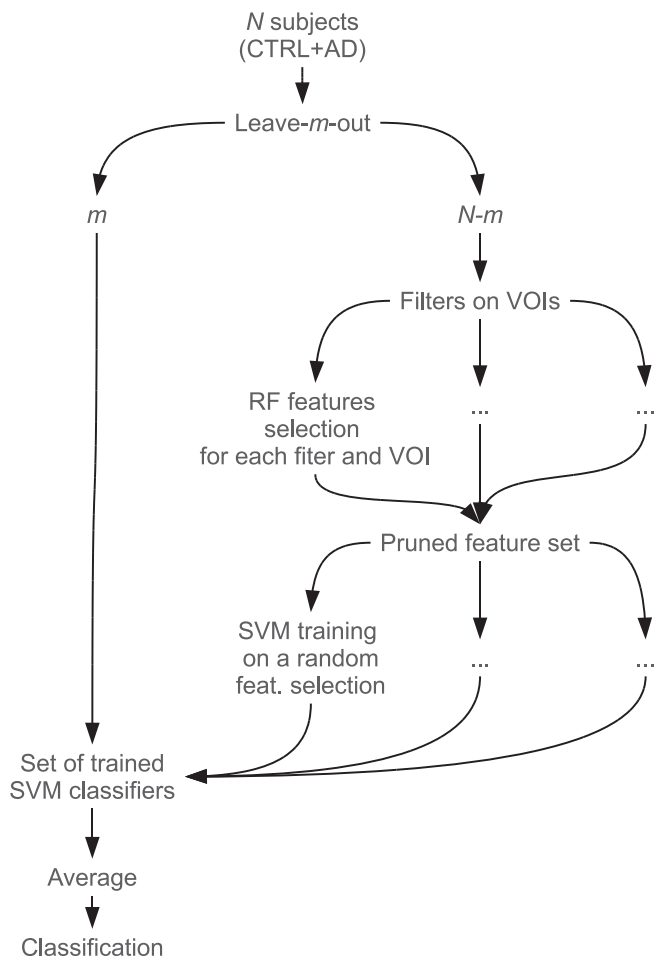 N subjects
(CTRL+AD)
Leave-m-out
m
N-m
Filters on VOIs
RF features
selection
for each fiter and VOI
...
...
Pruned feature set
SVM training
on a random
feat. selection
...
...
Set of trained
SVM classifiers
Average
Classification